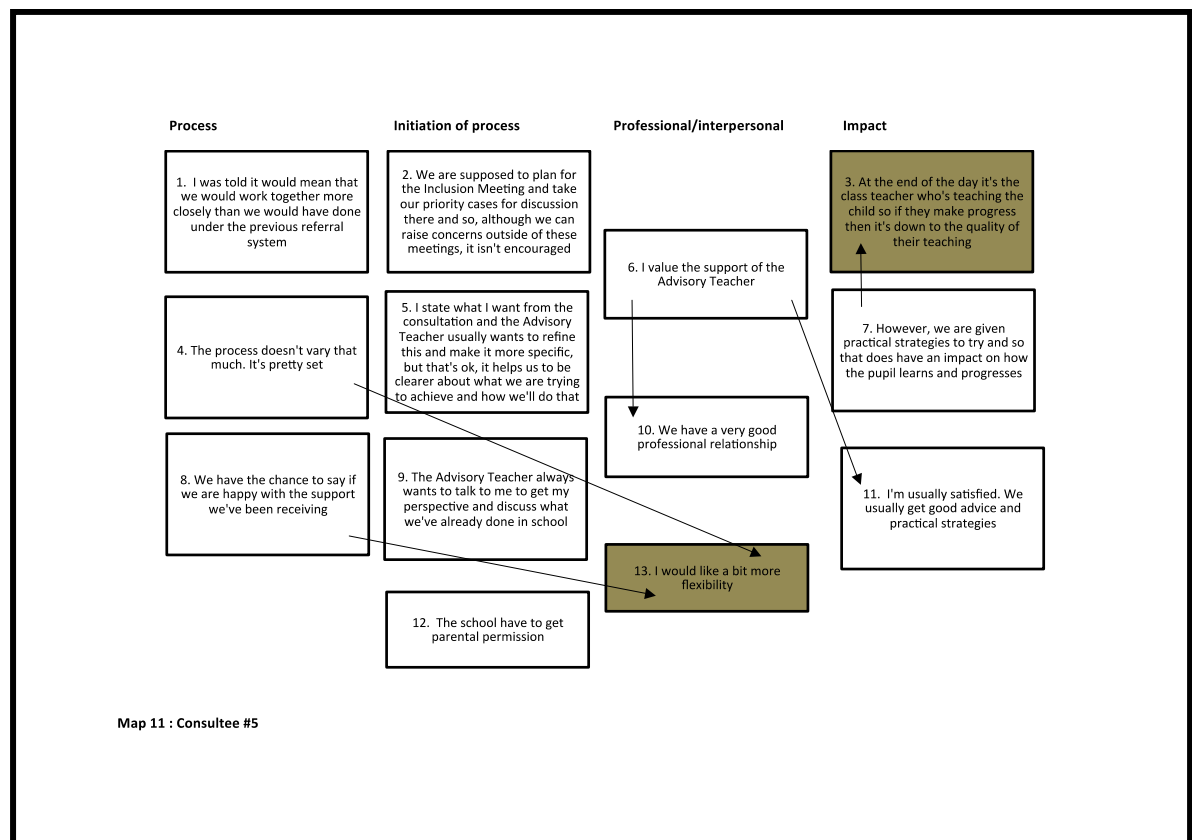 Process
Initiation of process
Professional/interpersonal
Impact
1. I was told it would mean that
we would work together more
closely than we would have done
under the previous referral
system
2. We are supposed to plan for
the Inclusion Meeting and take
our priority cases for discussion
there and so, although we can
raise concerns outside of these
meetings, it isn't encouraged
3. At the end of the day it's the
class teacher who's teaching the
child so if they make progress
then it's down to the quality of
their teaching
4. The process doesn't vary that
much. It's pretty set
5. I state what I want from the
consultation and the Advisory
Teacher usually wants to refine
this and make it more specific,
but that's ok, it helps us to be
clearer about what we are trying
to achieve and how we'll do that
6. I value the support of the
Advisory Teacher
7. However, we are given
practical strategies to try and so
that does have an impact on how
the pupil learns and progresses
8. We have the chance to say if
we are happy with the support
we've been receiving
9. The Advisory Teacher always
wants to talk to me to get my
perspective and discuss what
we've already done in school
10. We have a very good
professional relationship
11. I'm usually satisfied. We
usually get good advice and
practical strategies
12. The school have to get
parental permission
13. I would like a bit more
flexibility
Map 11 : Consultee #5